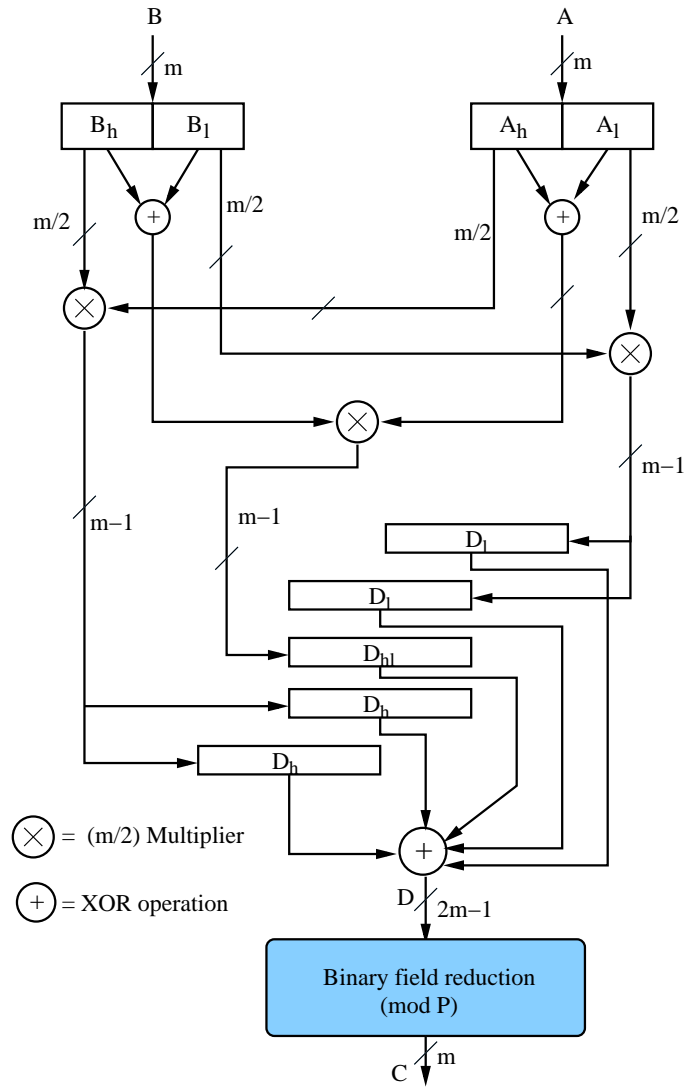 B
A
m
m
B_h
B_l
A_h
A_l
+
+
m/2
m/2
m/2
m/2
×
×
×
m−1
m−1
m−1
D_l
D_l
D_hl
D_h
D_h
× = (m/2) Multiplier
+
+ = XOR operation
D
2m−1
Binary field reduction
(mod P)
m
C